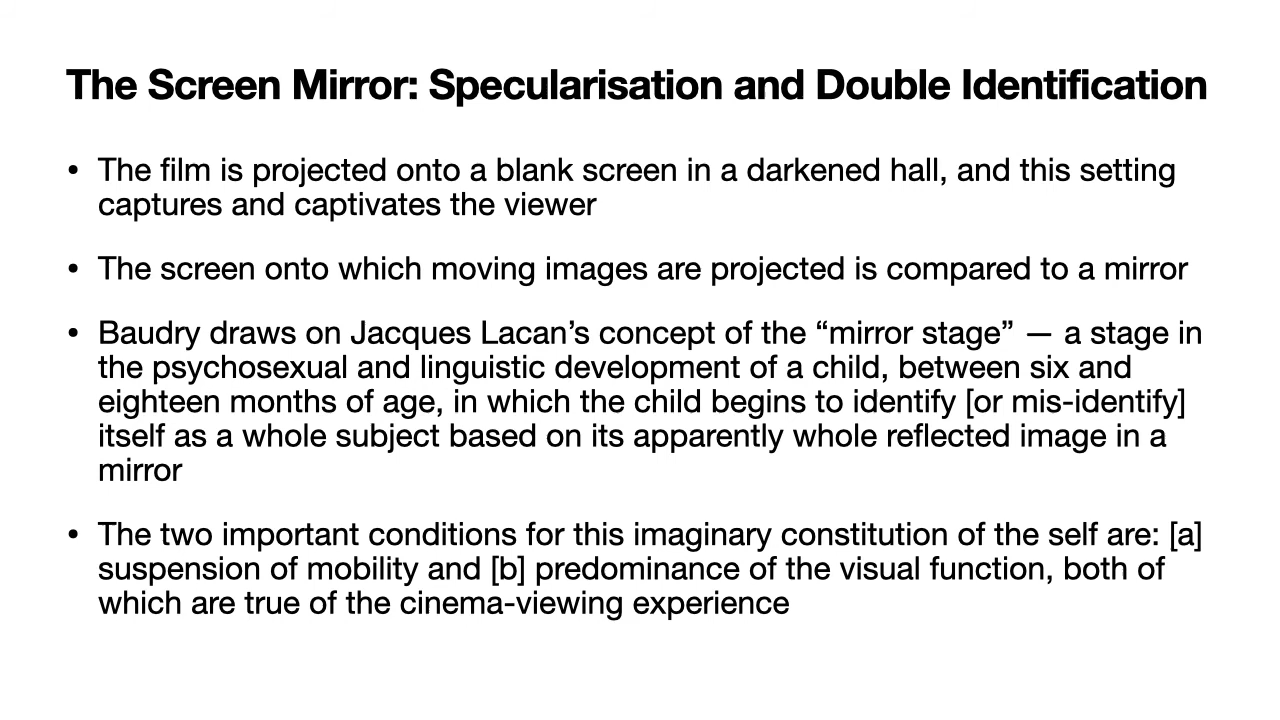 The Screen Mirror: Specularisation and Double Identification
• The film is projected onto a blank screen in a darkened hall, and this setting
captures and captivates the viewer
• The screen onto which moving images are projected is compared to a mirror
• Baudry draws on Jacques Lacan’s concept of the “mirror stage” — a stage in
the psychosexual and linguistic development of a child, between six and
eighteen months of age, in which the child begins to identify [or mis-identify]
itself as a whole subject based on its apparently whole reflected image in a
mirror
• The two important conditions for this imaginary constitution of the self are: [a]
suspension of mobility and [b] predominance of the visual function, both of
which are true of the cinema-viewing experience